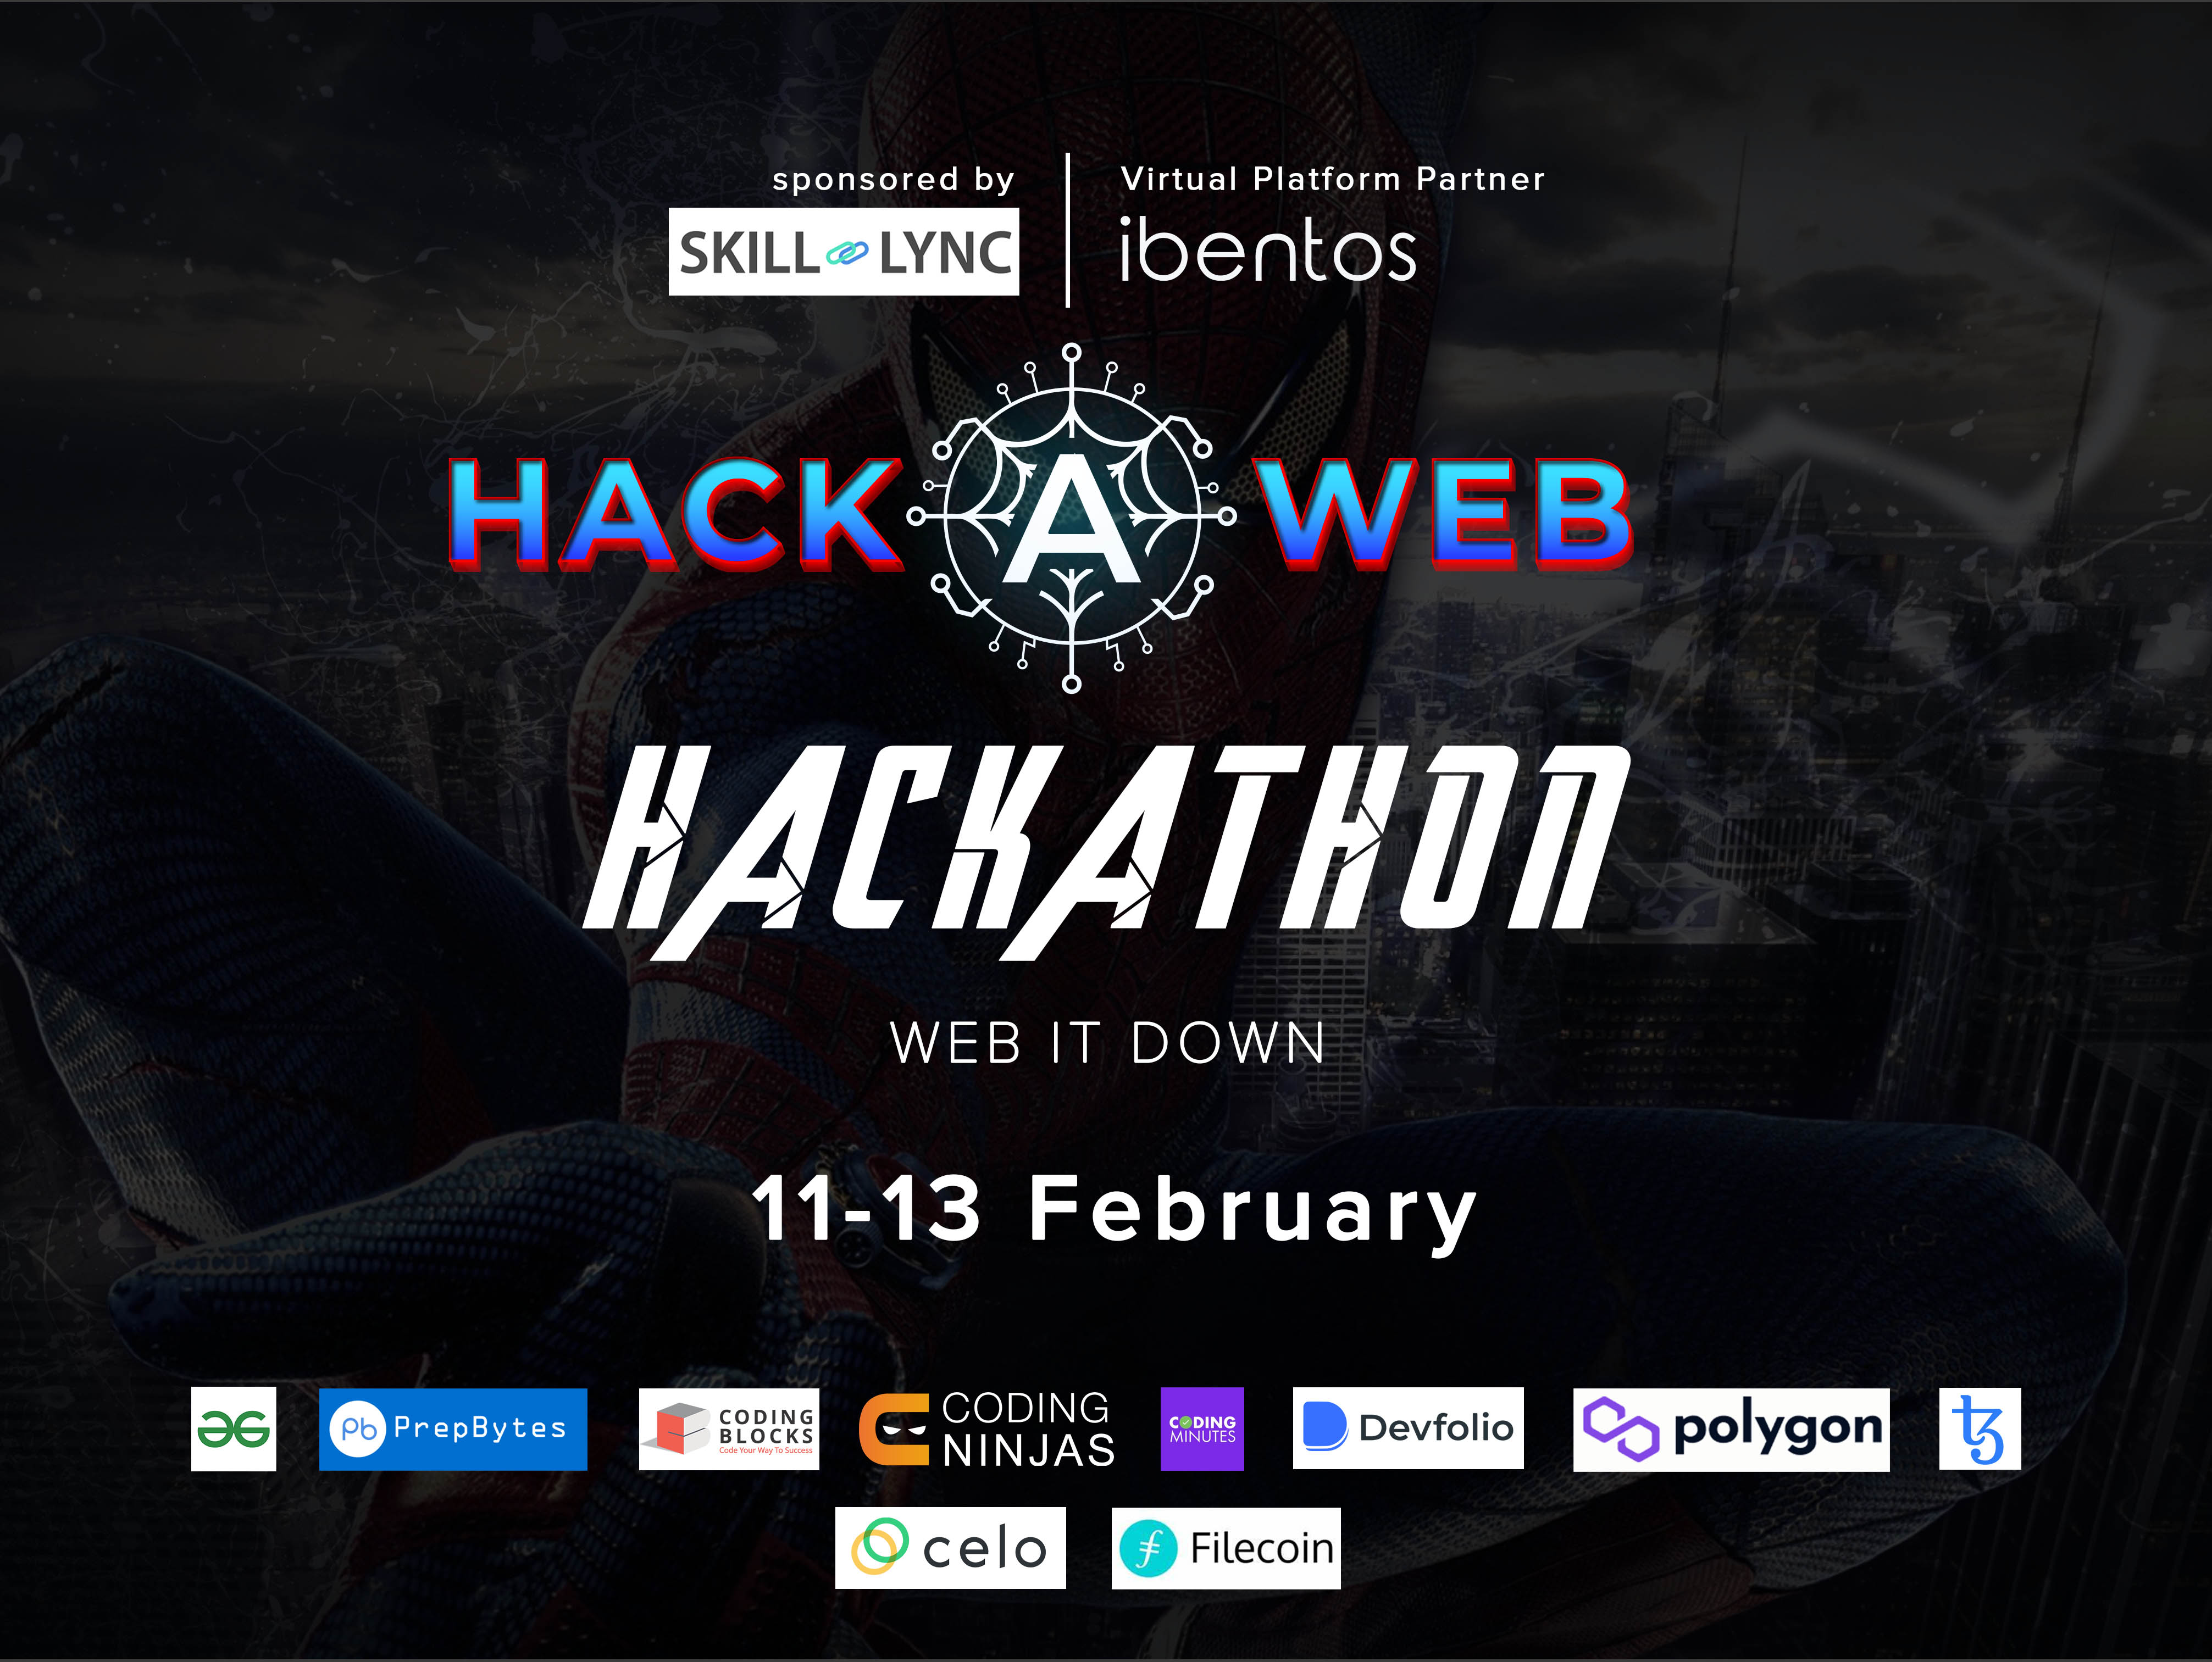 sponsored by
SKILL LYNC
Virtual Platform Partner
ibentos
HACK A WEB
HACKATHON
WEB IT DOWN
11-13 February
pb PrepBytes
CODING
BLOCKS
Code Your Way To Success
CODING
NINJAS
CODING
MINUTES
Devfolio
polygon
celo
Filecoin